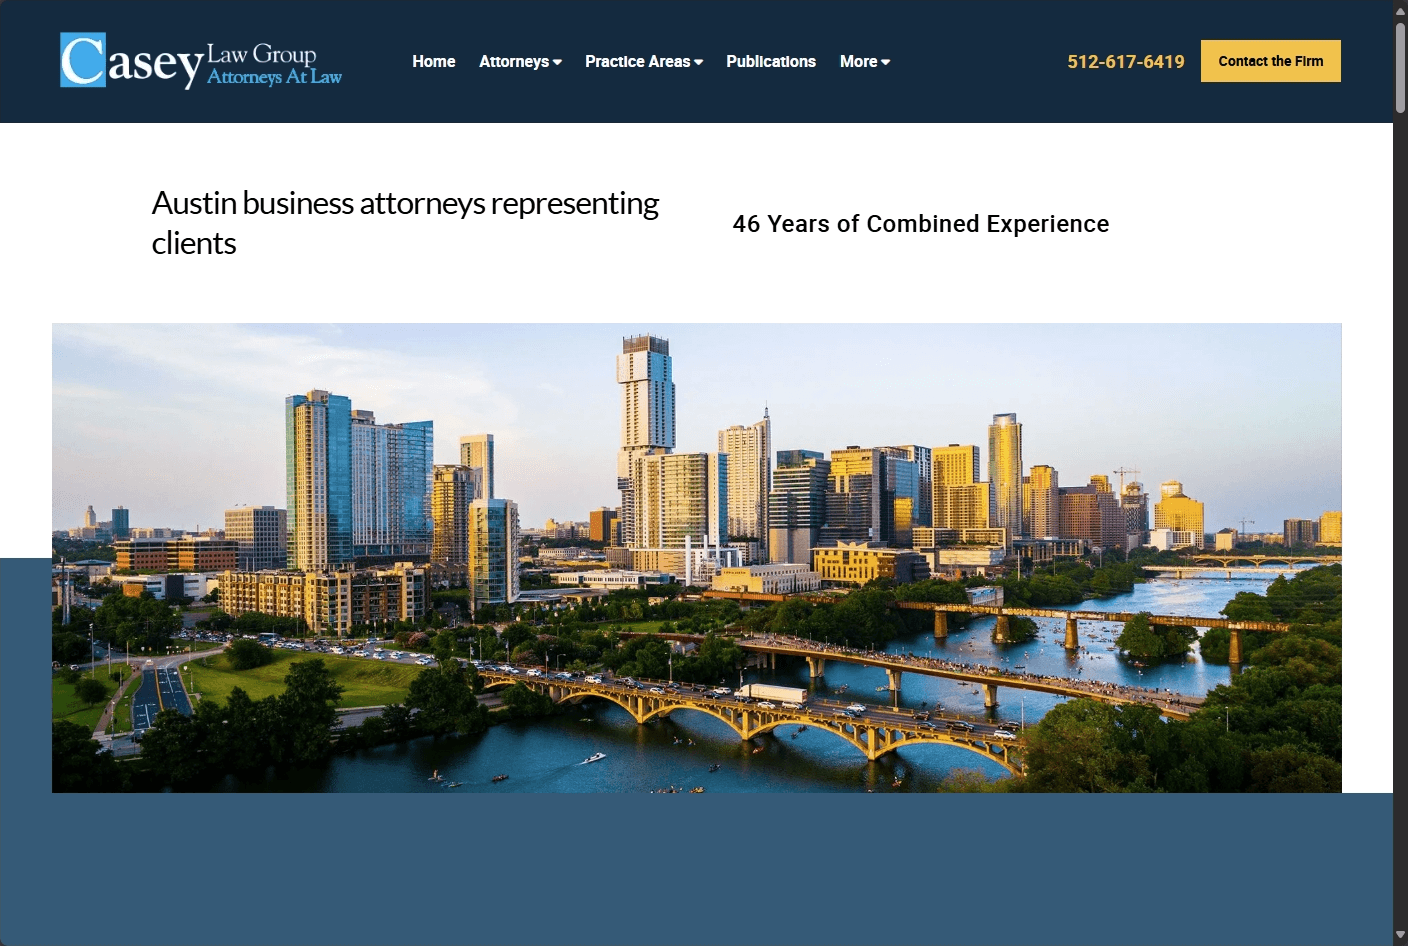 Casey Law Group
Attorneys At Law
Home
Attorneys
Practice Areas
Publications
More
512-617-6419
Contact the Firm
Austin business attorneys representing
clients
46 Years of Combined Experience